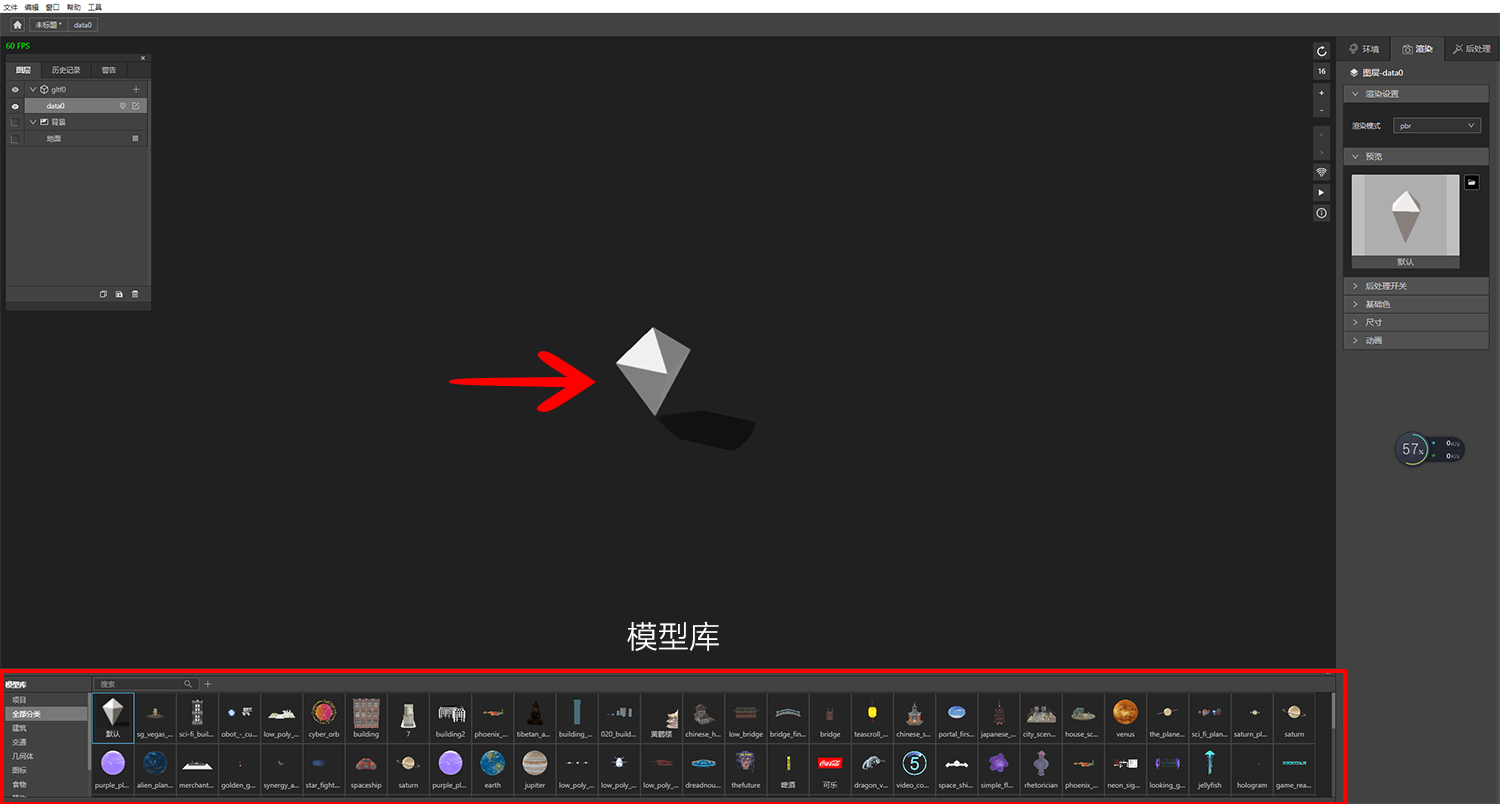 文件 编辑 窗口 帮助 工具
未标题 * data0
60 FPS
图层 历史记录 警告
gltf0
data0
背景
地面
16
环境 渲染 后处理
图层-data0
渲染设置
渲染模式 pbr
预览
默认
后处理开关
基础色
尺寸
动画
57%
0K/s
0K/s
模型库
模型库 搜索
项目
全部分类
建筑
交通
几何体
图标
食物
默认 sg_vegas_... sci-fi_buil... obot_-_cu... low_poly_... cyber_orb building 7 building2 phoenix_... tibetan_a... building_... 020_build... 黄鹤楼 chinese_h... low_bridge bridge_fin... bridge teascroll_... chinese_s... portal_firs... japanese_... city_scen... house_sc... venus the_plane... sci_fi_plan... saturn_pl... saturn
purple_pl... alien_plan... merchant... golden_g... synergy_a... star_fight... spaceship saturn purple_pl... earth jupiter low_poly_... low_poly_... low_poly_... dreadnou... thefuture 啤酒 可乐 dragon_v... video_co... space_shi... simple_fl... rhetorician phoenix_... neon_sig... looking_g... jellyfish hologram game_rea...